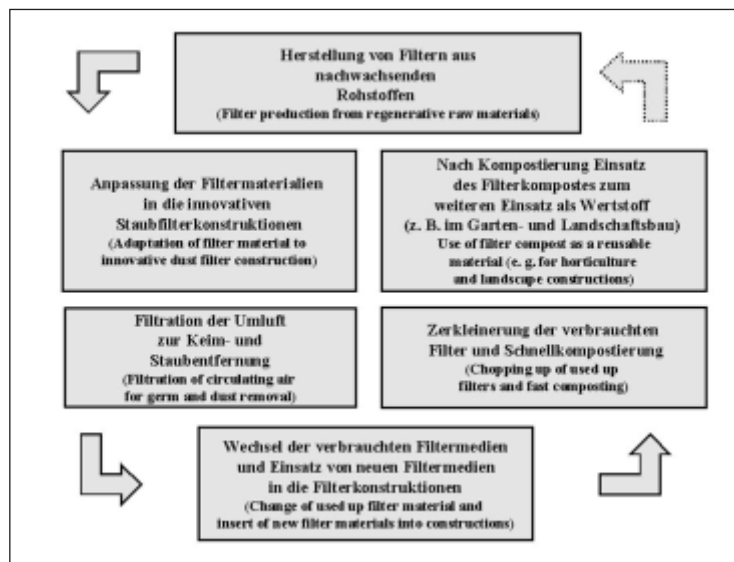 Herstellung von Filtern aus
nachwachsenden
Rohstoffen
(Filter production from regenerative raw materials)
Anpassung der Filtermaterialien
in die innovativen
Staubfilterkonstruktionen
(Adaptation of filter material to
innovative dust filter construction)
Nach Kompostierung Einsatz
des Filterkompostes zum
weiteren Einsatz als Wertstoff
(z. B. im Garten- und Landschaftsbau)
Use of filter compost as a reusable
material (e. g. for horticulture
and landscape constructions)
Filtration der Umluft
zur Keim- und
Staubentfernung
(Filtration of circulating air
for germ and dust removal)
Zerkleinerung der verbrauchten
Filter und Schnellkompostierung
(Chopping up of used up
filters and fast composting)
Wechsel der verbrauchten Filtermedien
und Einsatz von neuen Filtermedien
in die Filterkonstruktionen
(Change of used up filter material and
insert of new filter materials into constructions)